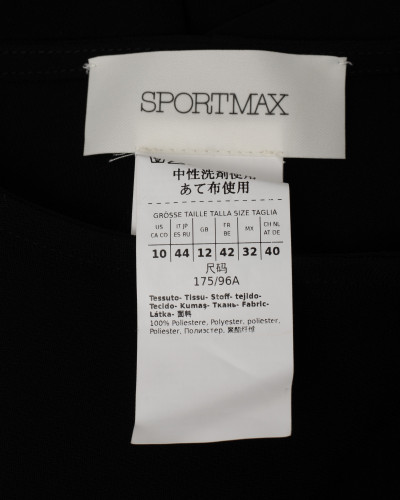 SPORTMAX
中性洗剤使用
あて布使用
GRÖSSE TAILLE TALLA SIZE TAGLIA
US IT JP GB FR MX CH NL
CA CO ES RU BE AT DE
10 44 12 42 32 40
尺码
175/96A
Tessuto- Tissu- Stoff- tejido-
Tecido- Kumaş- Ткань- Fabric-
Látka- 面料
100% Poliestere, Polyester, poliester,
Poliester, Полиэстер, 聚酯纤维